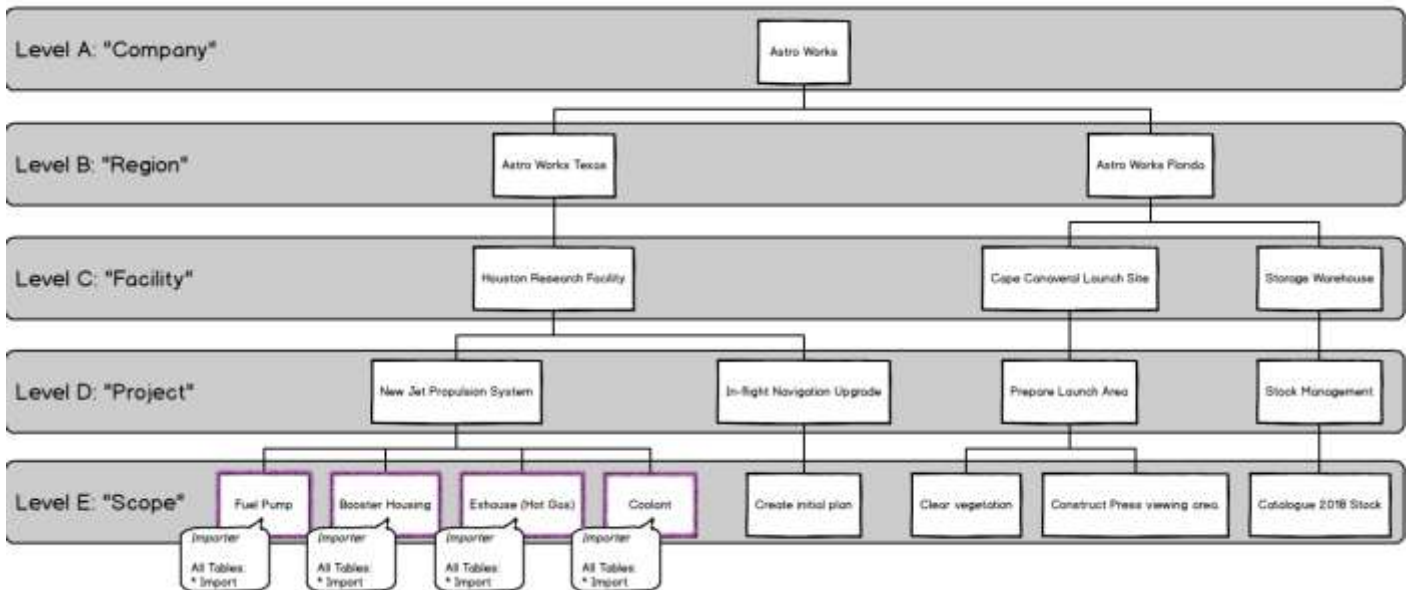 Level A: "Company"
Astro Works
Level B: "Region"
Astro Works Texas
Astro Works Florida
Level C: "Facility"
Houston Research Facility
Cape Canaveral Launch Site
Storage Warehouse
Level D: "Project"
New Jet Propulsion System
In-flight Navigation Upgrade
Prepare Launch Area
Stock Management
Level E: "Scope"
Fuel Pump
Booster Housing
Exhouse (Hot Gas)
Coolant
Create initial plan
Clear vegetation
Construct Press viewing area
Catalogue 2018 Stock
Importer
All Tables:
* Import
Importer
All Tables:
* Import
Importer
All Tables:
* Import
Importer
All Tables:
* Import